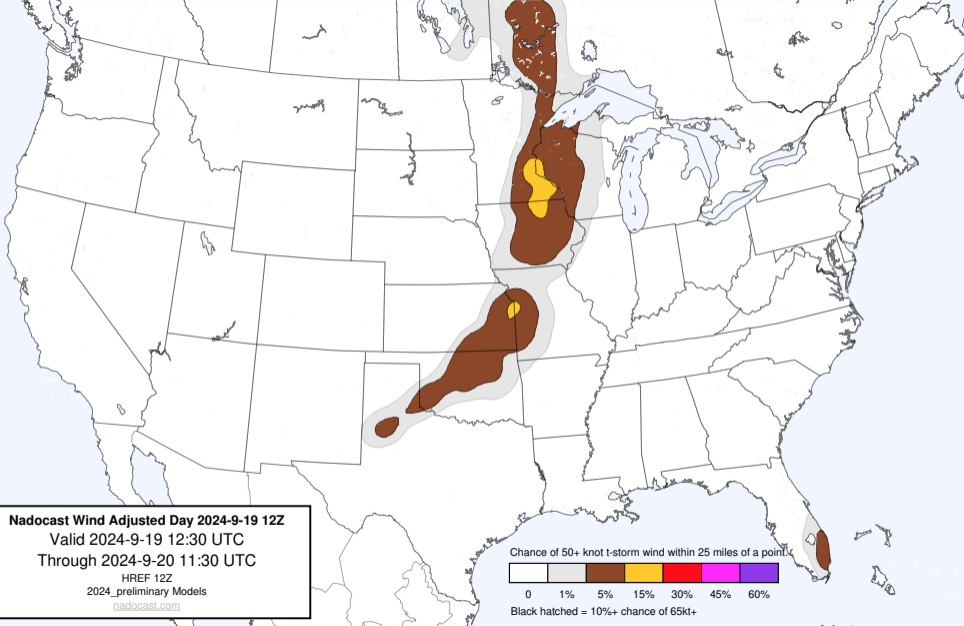 Nadocast Wind Adjusted Day 2024-9-19 12Z
Valid 2024-9-19 12:30 UTC
Through 2024-9-20 11:30 UTC
HREF 12Z
2024_preliminary Models
nadocast.com
Chance of 50+ knot t-storm wind within 25 miles of a point.
0 1% 5% 15% 30% 45% 60%
Black hatched = 10%+ chance of 65kt+